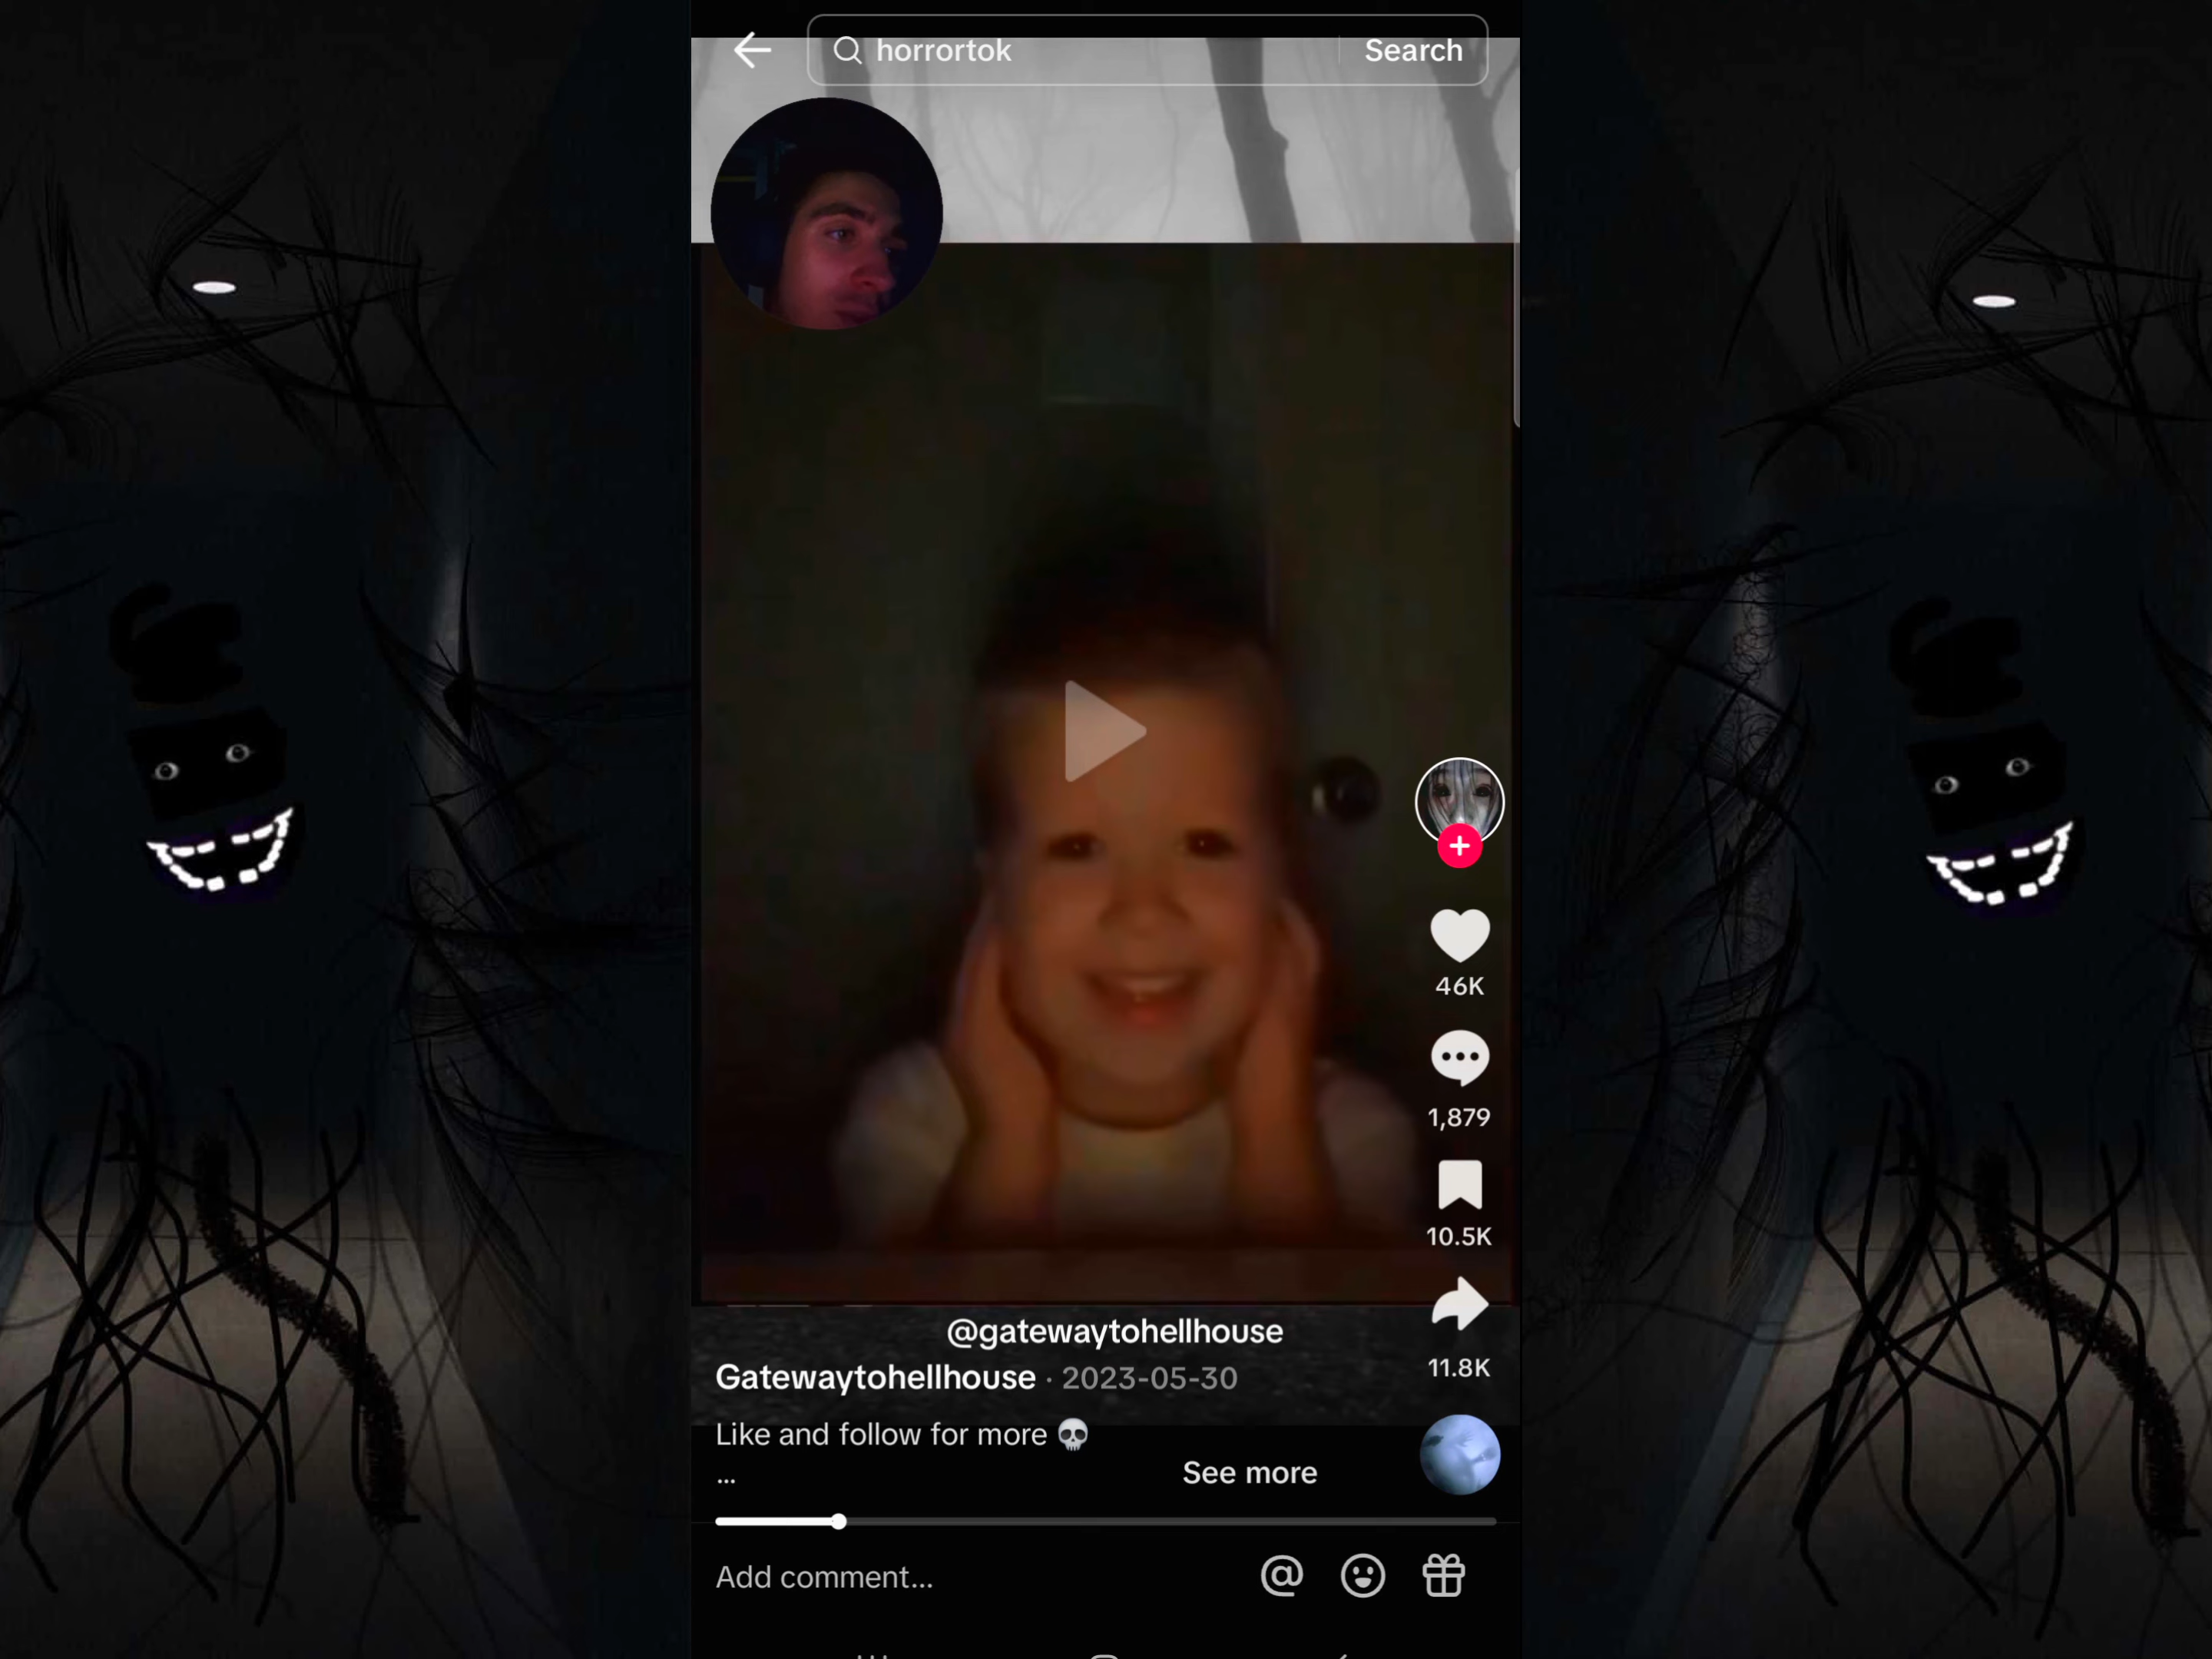 horrortok
Search
46K
1,879
10.5K
11.8K
@gatewaytohellhouse
Gatewaytohellhouse · 2023-05-30
Like and follow for more 💀
...
See more
Add comment...